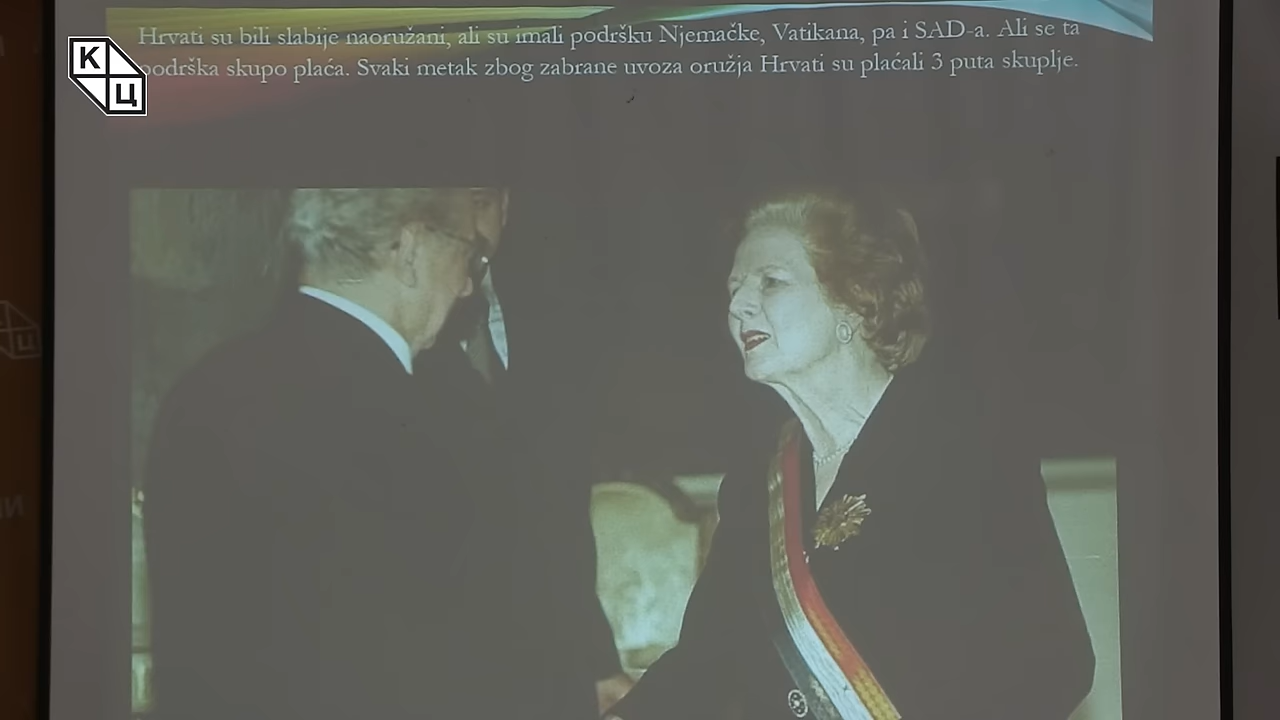 Hrvati su bili slabije naoružani, ali su imali podršku Njemačke, Vatikana, pa i SAD-a. Ali se ta
podrška skupo plaća. Svaki metak zbog zabrane uvoza oružja Hrvati su plaćali 3 puta skuplje.
К
Ц